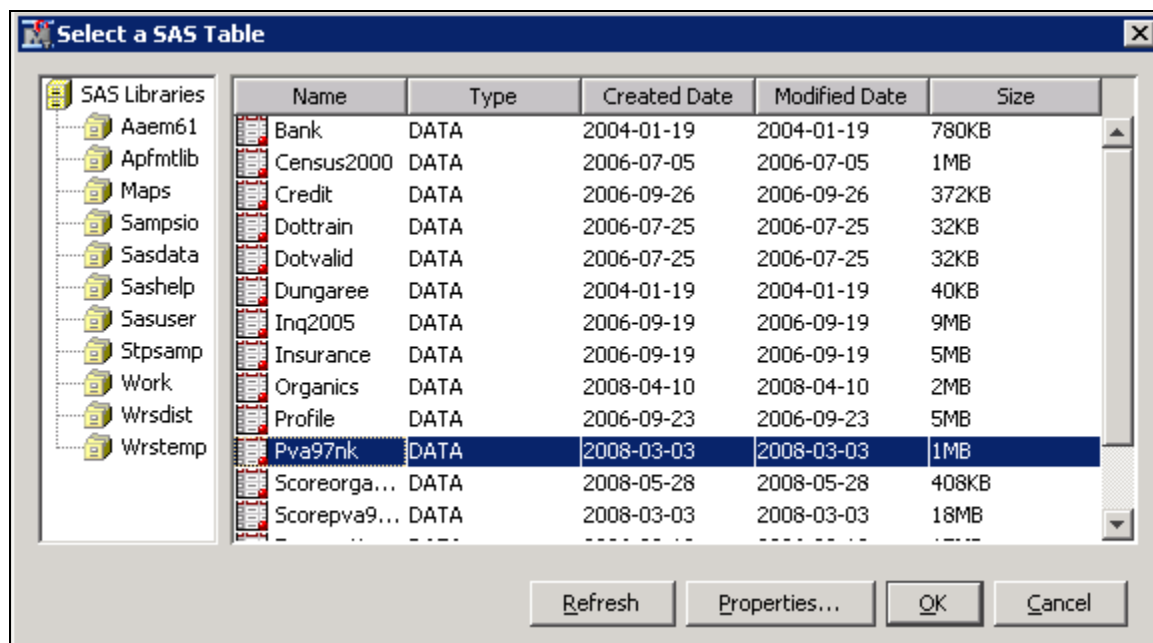 Select a SAS Table
SAS Libraries
Aaem61
Apfmtlib
Maps
Sampsio
Sasdata
Sashelp
Sasuser
Stpsamp
Work
Wrsdist
Wrstemp
Name Type Created Date Modified Date Size
Bank DATA 2004-01-19 2004-01-19 780KB
Census2000 DATA 2006-07-05 2006-07-05 1MB
Credit DATA 2006-09-26 2006-09-26 372KB
Dottrain DATA 2006-07-25 2006-07-25 32KB
Dotvalid DATA 2006-07-25 2006-07-25 32KB
Dungaree DATA 2004-01-19 2004-01-19 40KB
Inq2005 DATA 2006-09-19 2006-09-19 9MB
Insurance DATA 2006-09-19 2006-09-19 5MB
Organics DATA 2008-04-10 2008-04-10 2MB
Profile DATA 2006-09-23 2006-09-23 5MB
Pva97nk DATA 2008-03-03 2008-03-03 1MB
Scoreorga... DATA 2008-05-28 2008-05-28 408KB
Scorepva9... DATA 2008-03-03 2008-03-03 18MB
Refresh Properties... OK Cancel